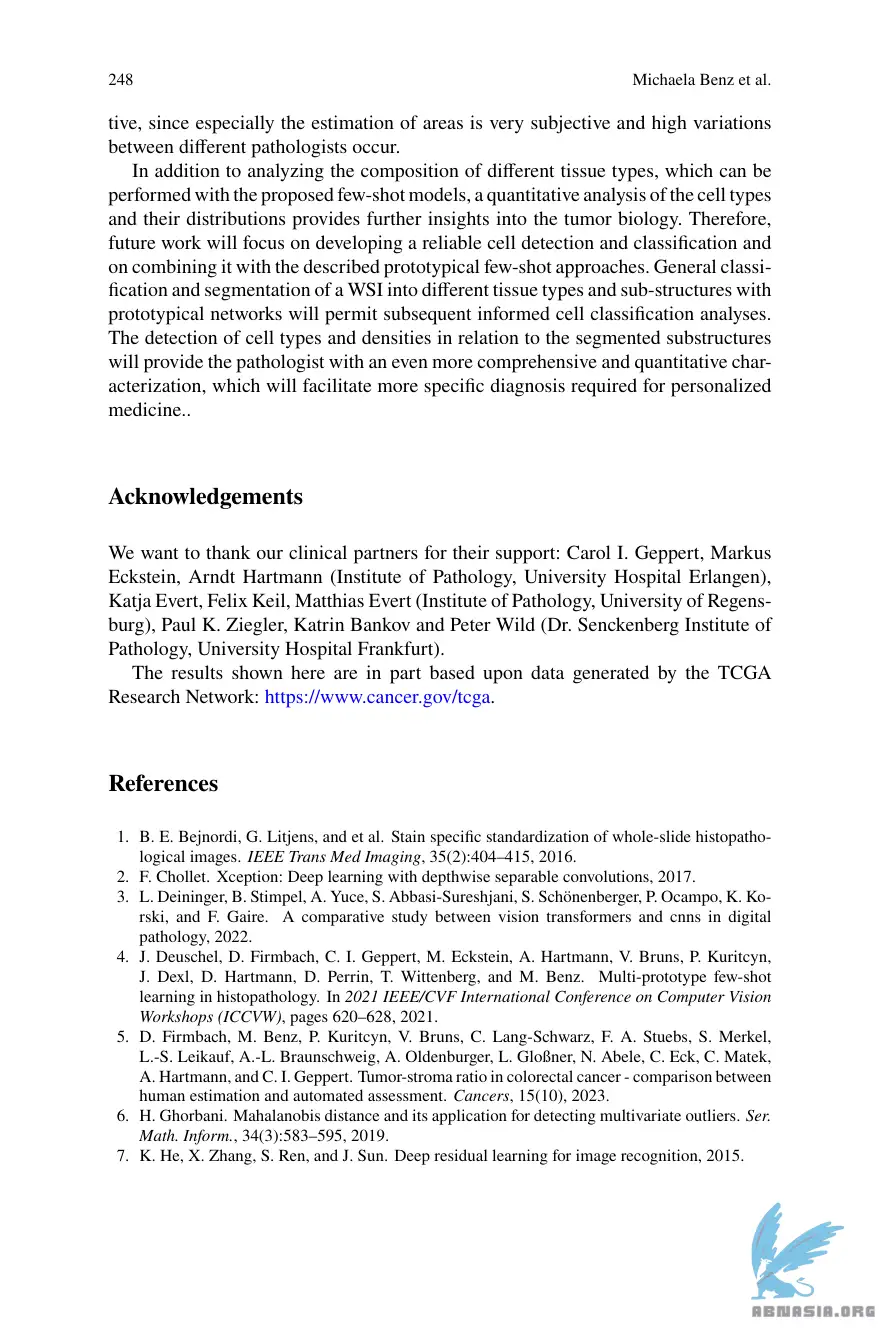 248
Michaela Benz et al.
tive, since especially the estimation of areas is very subjective and high variations
between different pathologists occur.
In addition to analyzing the composition of different tissue types, which can be
performed with the proposed few-shot models, a quantitative analysis of the cell types
and their distributions provides further insights into the tumor biology. Therefore,
future work will focus on developing a reliable cell detection and classification and
on combining it with the described prototypical few-shot approaches. General classi-
fication and segmentation of a WSI into different tissue types and sub-structures with
prototypical networks will permit subsequent informed cell classification analyses.
The detection of cell types and densities in relation to the segmented substructures
will provide the pathologist with an even more comprehensive and quantitative char-
acterization, which will facilitate more specific diagnosis required for personalized
medicine..
Acknowledgements
We want to thank our clinical partners for their support: Carol I. Geppert, Markus
Eckstein, Arndt Hartmann (Institute of Pathology, University Hospital Erlangen),
Katja Evert, Felix Keil, Matthias Evert (Institute of Pathology, University of Regens-
burg), Paul K. Ziegler, Katrin Bankov and Peter Wild (Dr. Senckenberg Institute of
Pathology, University Hospital Frankfurt).
The results shown here are in part based upon data generated by the TCGA
Research Network: https://www.cancer.gov/tcga.
References
1. B. E. Bejnordi, G. Litjens, and et al. Stain specific standardization of whole-slide histopatho-
logical images. IEEE Trans Med Imaging, 35(2):404–415, 2016.
2. F. Chollet. Xception: Deep learning with depthwise separable convolutions, 2017.
3. L. Deininger, B. Stimpel, A. Yuce, S. Abbasi-Sureshjani, S. Schönenberger, P. Ocampo, K. Ko-
rski, and F. Gaire. A comparative study between vision transformers and cnns in digital
pathology, 2022.
4. J. Deuschel, D. Firmbach, C. I. Geppert, M. Eckstein, A. Hartmann, V. Bruns, P. Kuritcyn,
J. Dexl, D. Hartmann, D. Perrin, T. Wittenberg, and M. Benz. Multi-prototype few-shot
learning in histopathology. In 2021 IEEE/CVF International Conference on Computer Vision
Workshops (ICCVW), pages 620–628, 2021.
5. D. Firmbach, M. Benz, P. Kuritcyn, V. Bruns, C. Lang-Schwarz, F. A. Stuebs, S. Merkel,
L.-S. Leikauf, A.-L. Braunschweig, A. Oldenburger, L. Gloßner, N. Abele, C. Eck, C. Matek,
A. Hartmann, and C. I. Geppert. Tumor-stroma ratio in colorectal cancer - comparison between
human estimation and automated assessment. Cancers, 15(10), 2023.
6. H. Ghorbani. Mahalanobis distance and its application for detecting multivariate outliers. Ser.
Math. Inform., 34(3):583–595, 2019.
7. K. He, X. Zhang, S. Ren, and J. Sun. Deep residual learning for image recognition, 2015.
ABNASIA.ORG